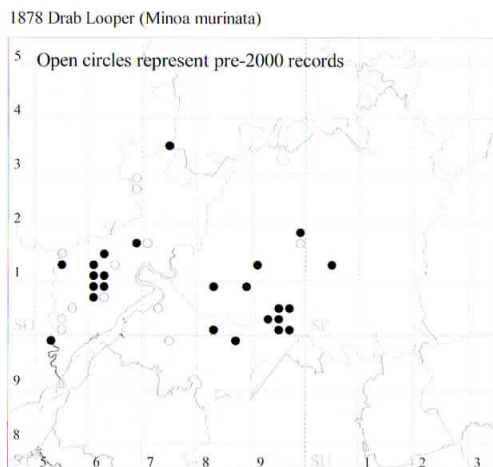 1878 Drab Looper (Minoa murinata)
Open circles represent pre-2000 records
5
4
3
2
1
SO
SP
9
8
ST
5
6
7
8
9
SU
1
2
3